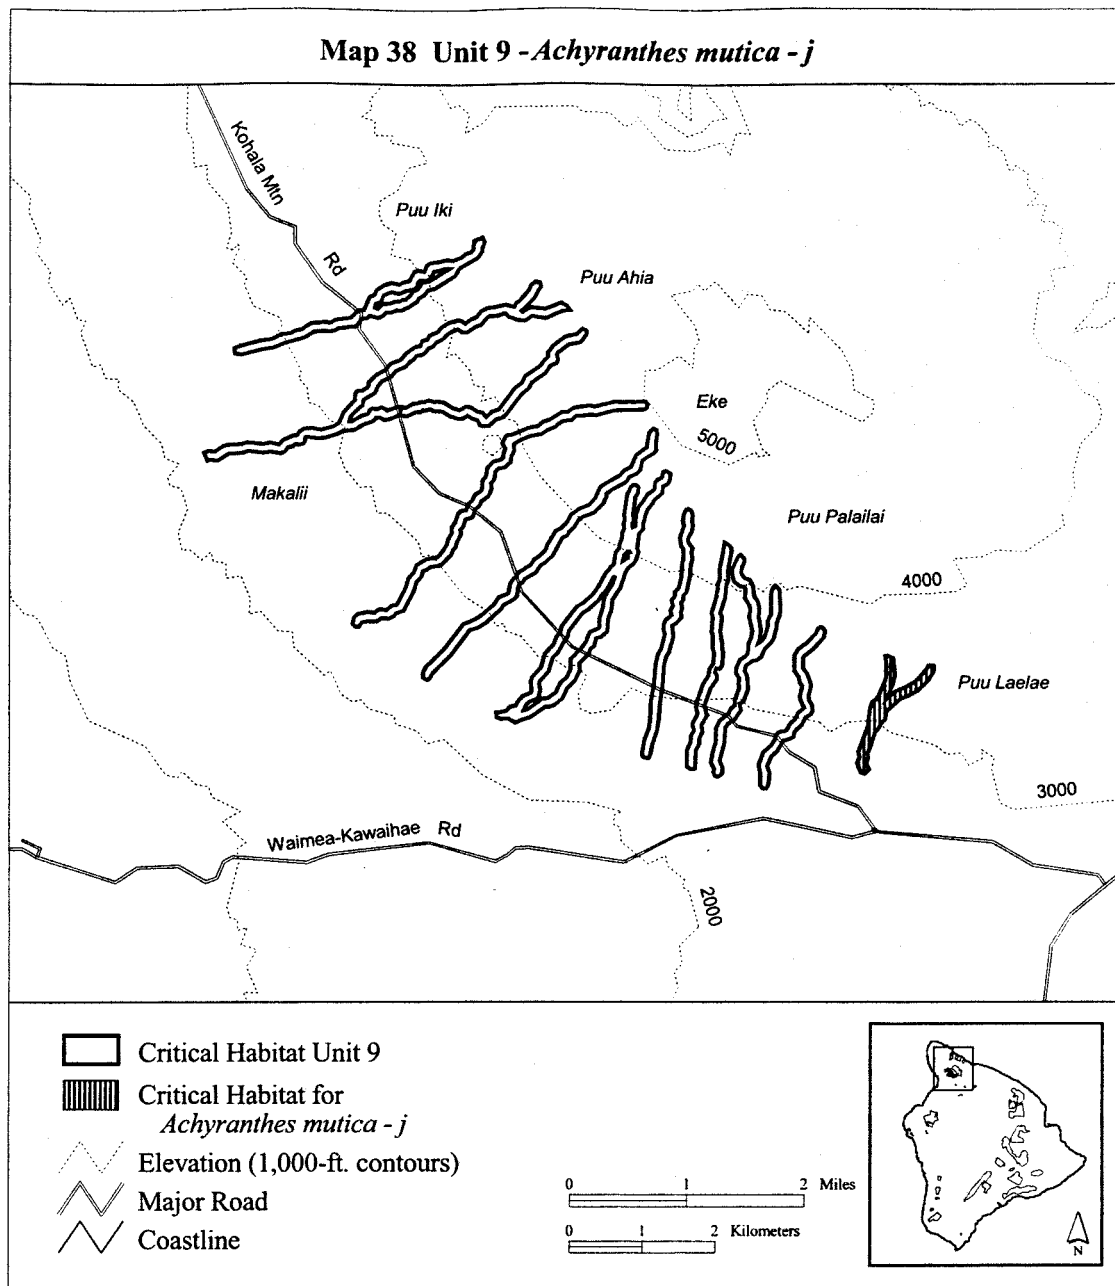 Map 38 Unit 9 - Achyranthes mutica - j
Kohala Mtn
Rd
Puu Iki
Puu Ahia
Eke
5000
Makalii
Puu Palailai
4000
Puu Laelae
3000
Waimea-Kawaihae Rd
2000
Critical Habitat Unit 9
Critical Habitat for
Achyranthes mutica - j
Elevation (1,000-ft. contours)
Major Road
Coastline
0 1 2 Miles
0 1 2 Kilometers
N